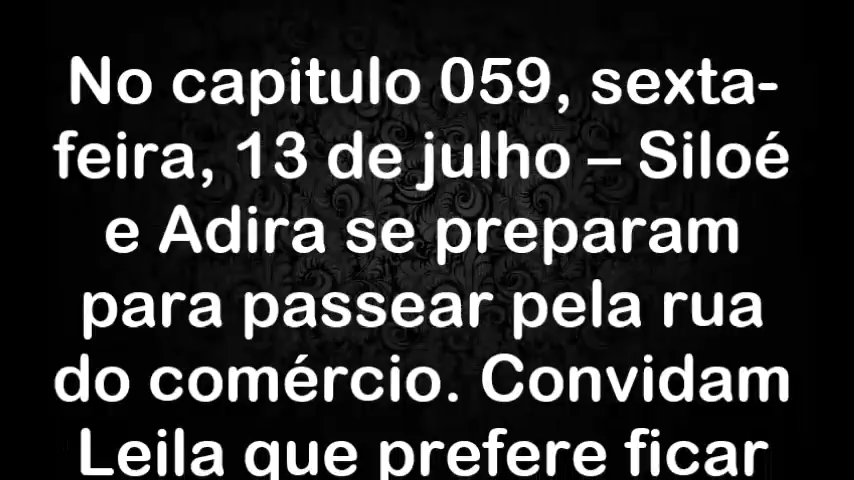 No capitulo 059, sexta-
feira, 13 de julho – Siloé
e Adira se preparam
para passear pela rua
do comércio. Convidam
Leila que prefere ficar